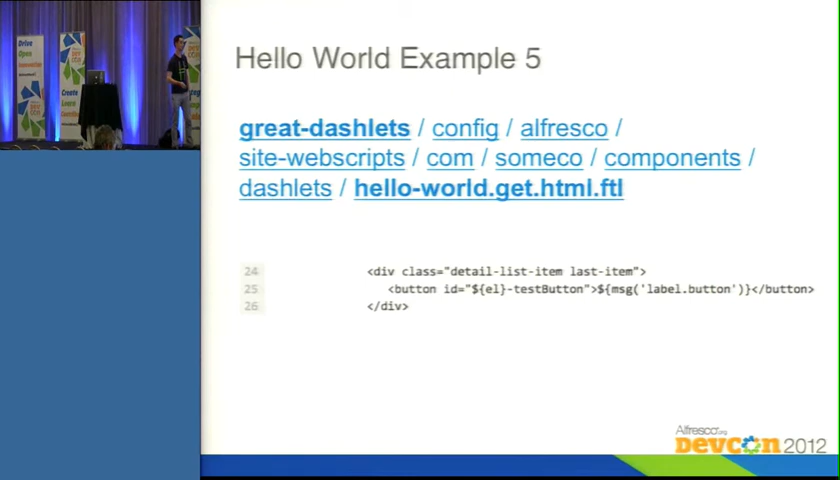 Hello World Example 5
great-dashlets / config / alfresco /
site-webscripts / com / someco / components /
dashlets / hello-world.get.html.ftl
24 <div class="detail-list-item last-item">
25 <button id="${el}-testButton">${msg('label.button')}</button>
26 </div>
Alfresco.org
DEVCON 2012
Drive
Open